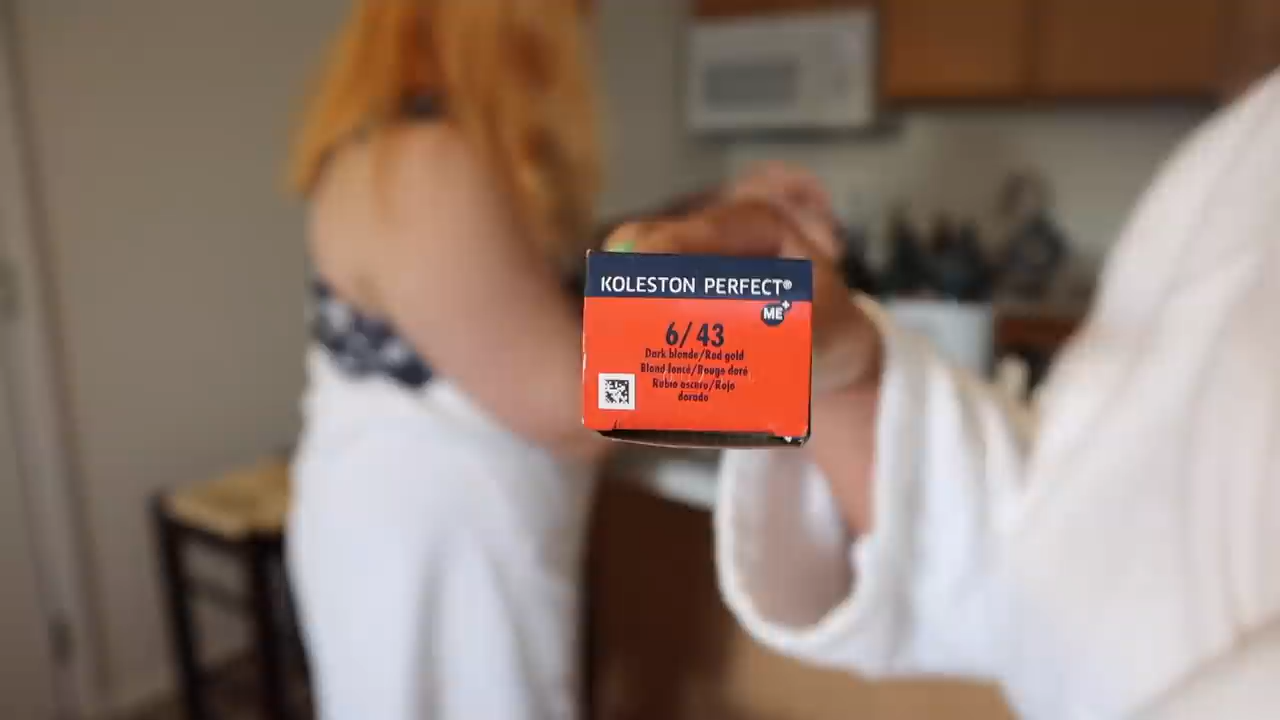 KOLESTON PERFECT®
ME+
6/43
Dark blonde/Red gold
Blond foncé/Rouge doré
Rubio oscuro/Rojo
dorado